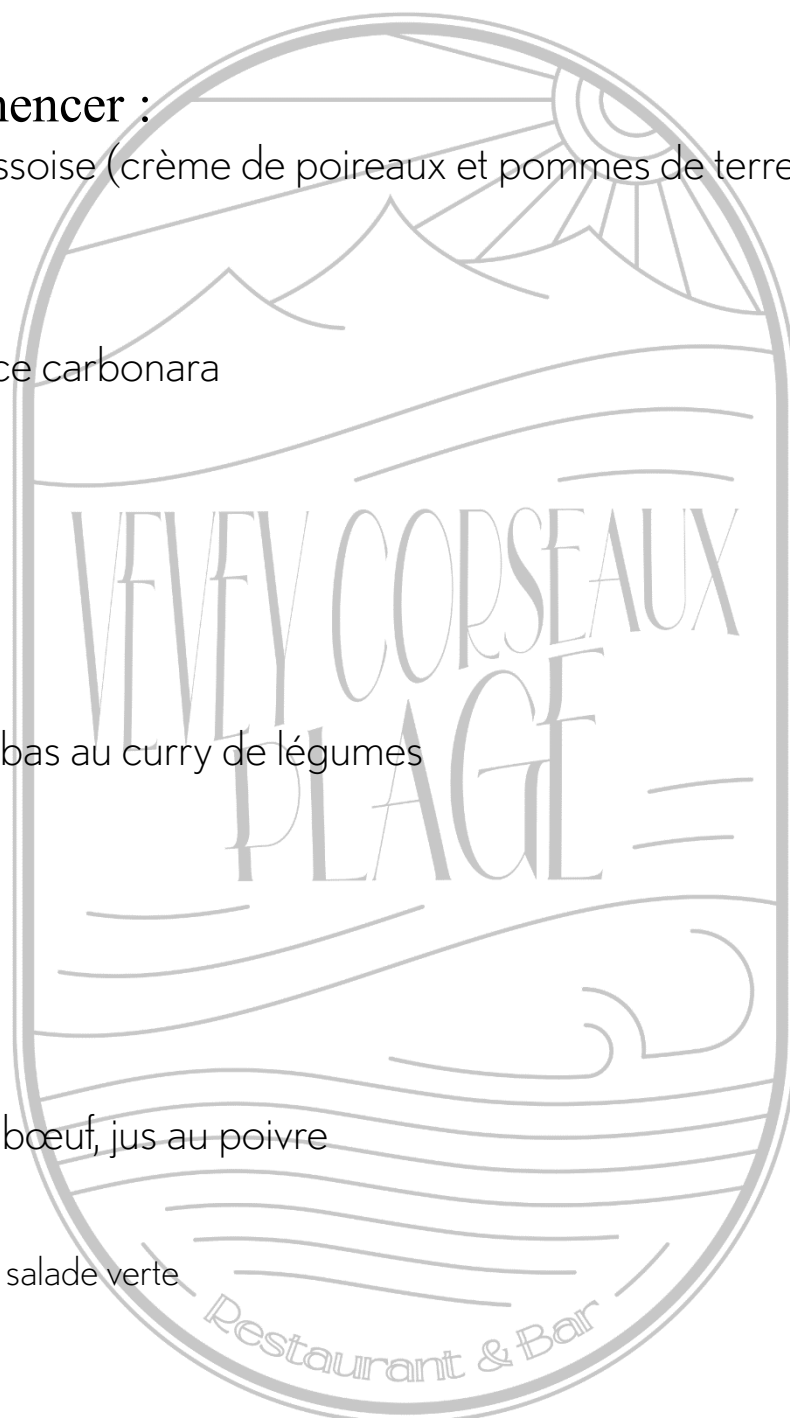 mencer :
ssoise (crème de poireaux et pommes de terre
ce carbonara
VEVEY CORSEAUX
PLAGE
bas au curry de légumes
bœuf, jus au poivre
salade verte
Restaurant & Bar